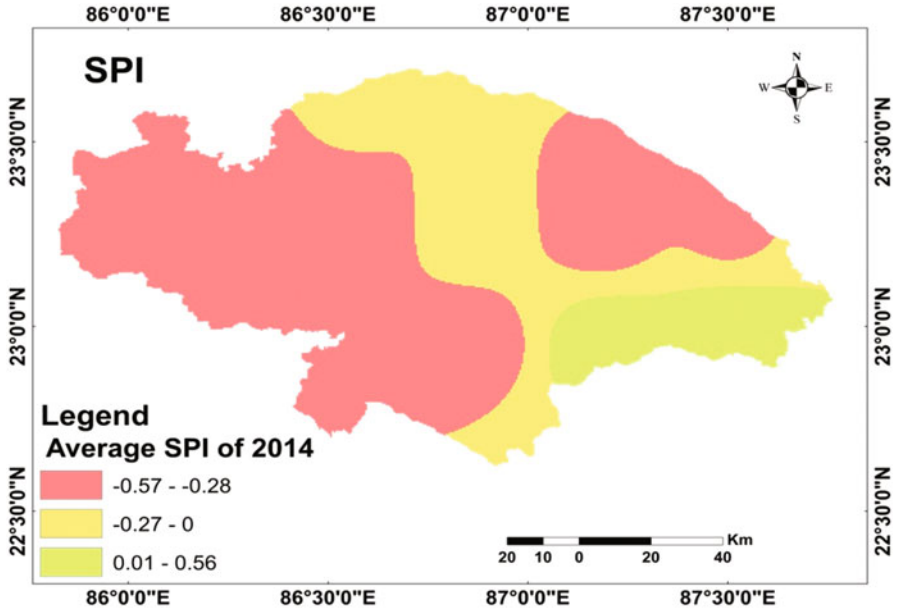 86°0'0"E 86°30'0"E 87°0'0"E 87°30'0"E
SPI
N
W E
S
23°30'0"N 23°30'0"N
23°0'0"N 23°0'0"N
22°30'0"N 22°30'0"N
Legend
Average SPI of 2014
-0.57 - -0.28
-0.27 - 0
0.01 - 0.56
Km
20 10 0 20 40
86°0'0"E 86°30'0"E 87°0'0"E 87°30'0"E